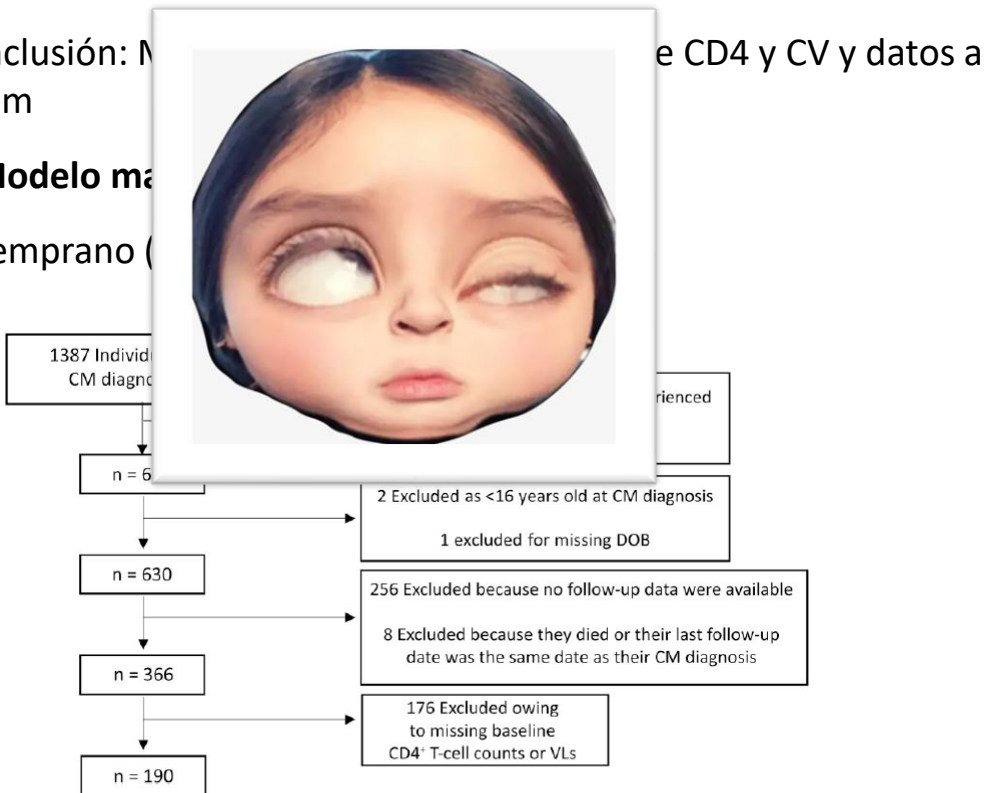 nclusión: M e CD4 y CV y datos a
m
Modelo ma
emprano (
1387 Individ
CM diagno
rienced
n = 6
2 Excluded as <16 years old at CM diagnosis
1 excluded for missing DOB
n = 630
256 Excluded because no follow-up data were available
8 Excluded because they died or their last follow-up
date was the same date as their CM diagnosis
n = 366
176 Excluded owing
to missing baseline
CD4⁺ T-cell counts or VLs
n = 190